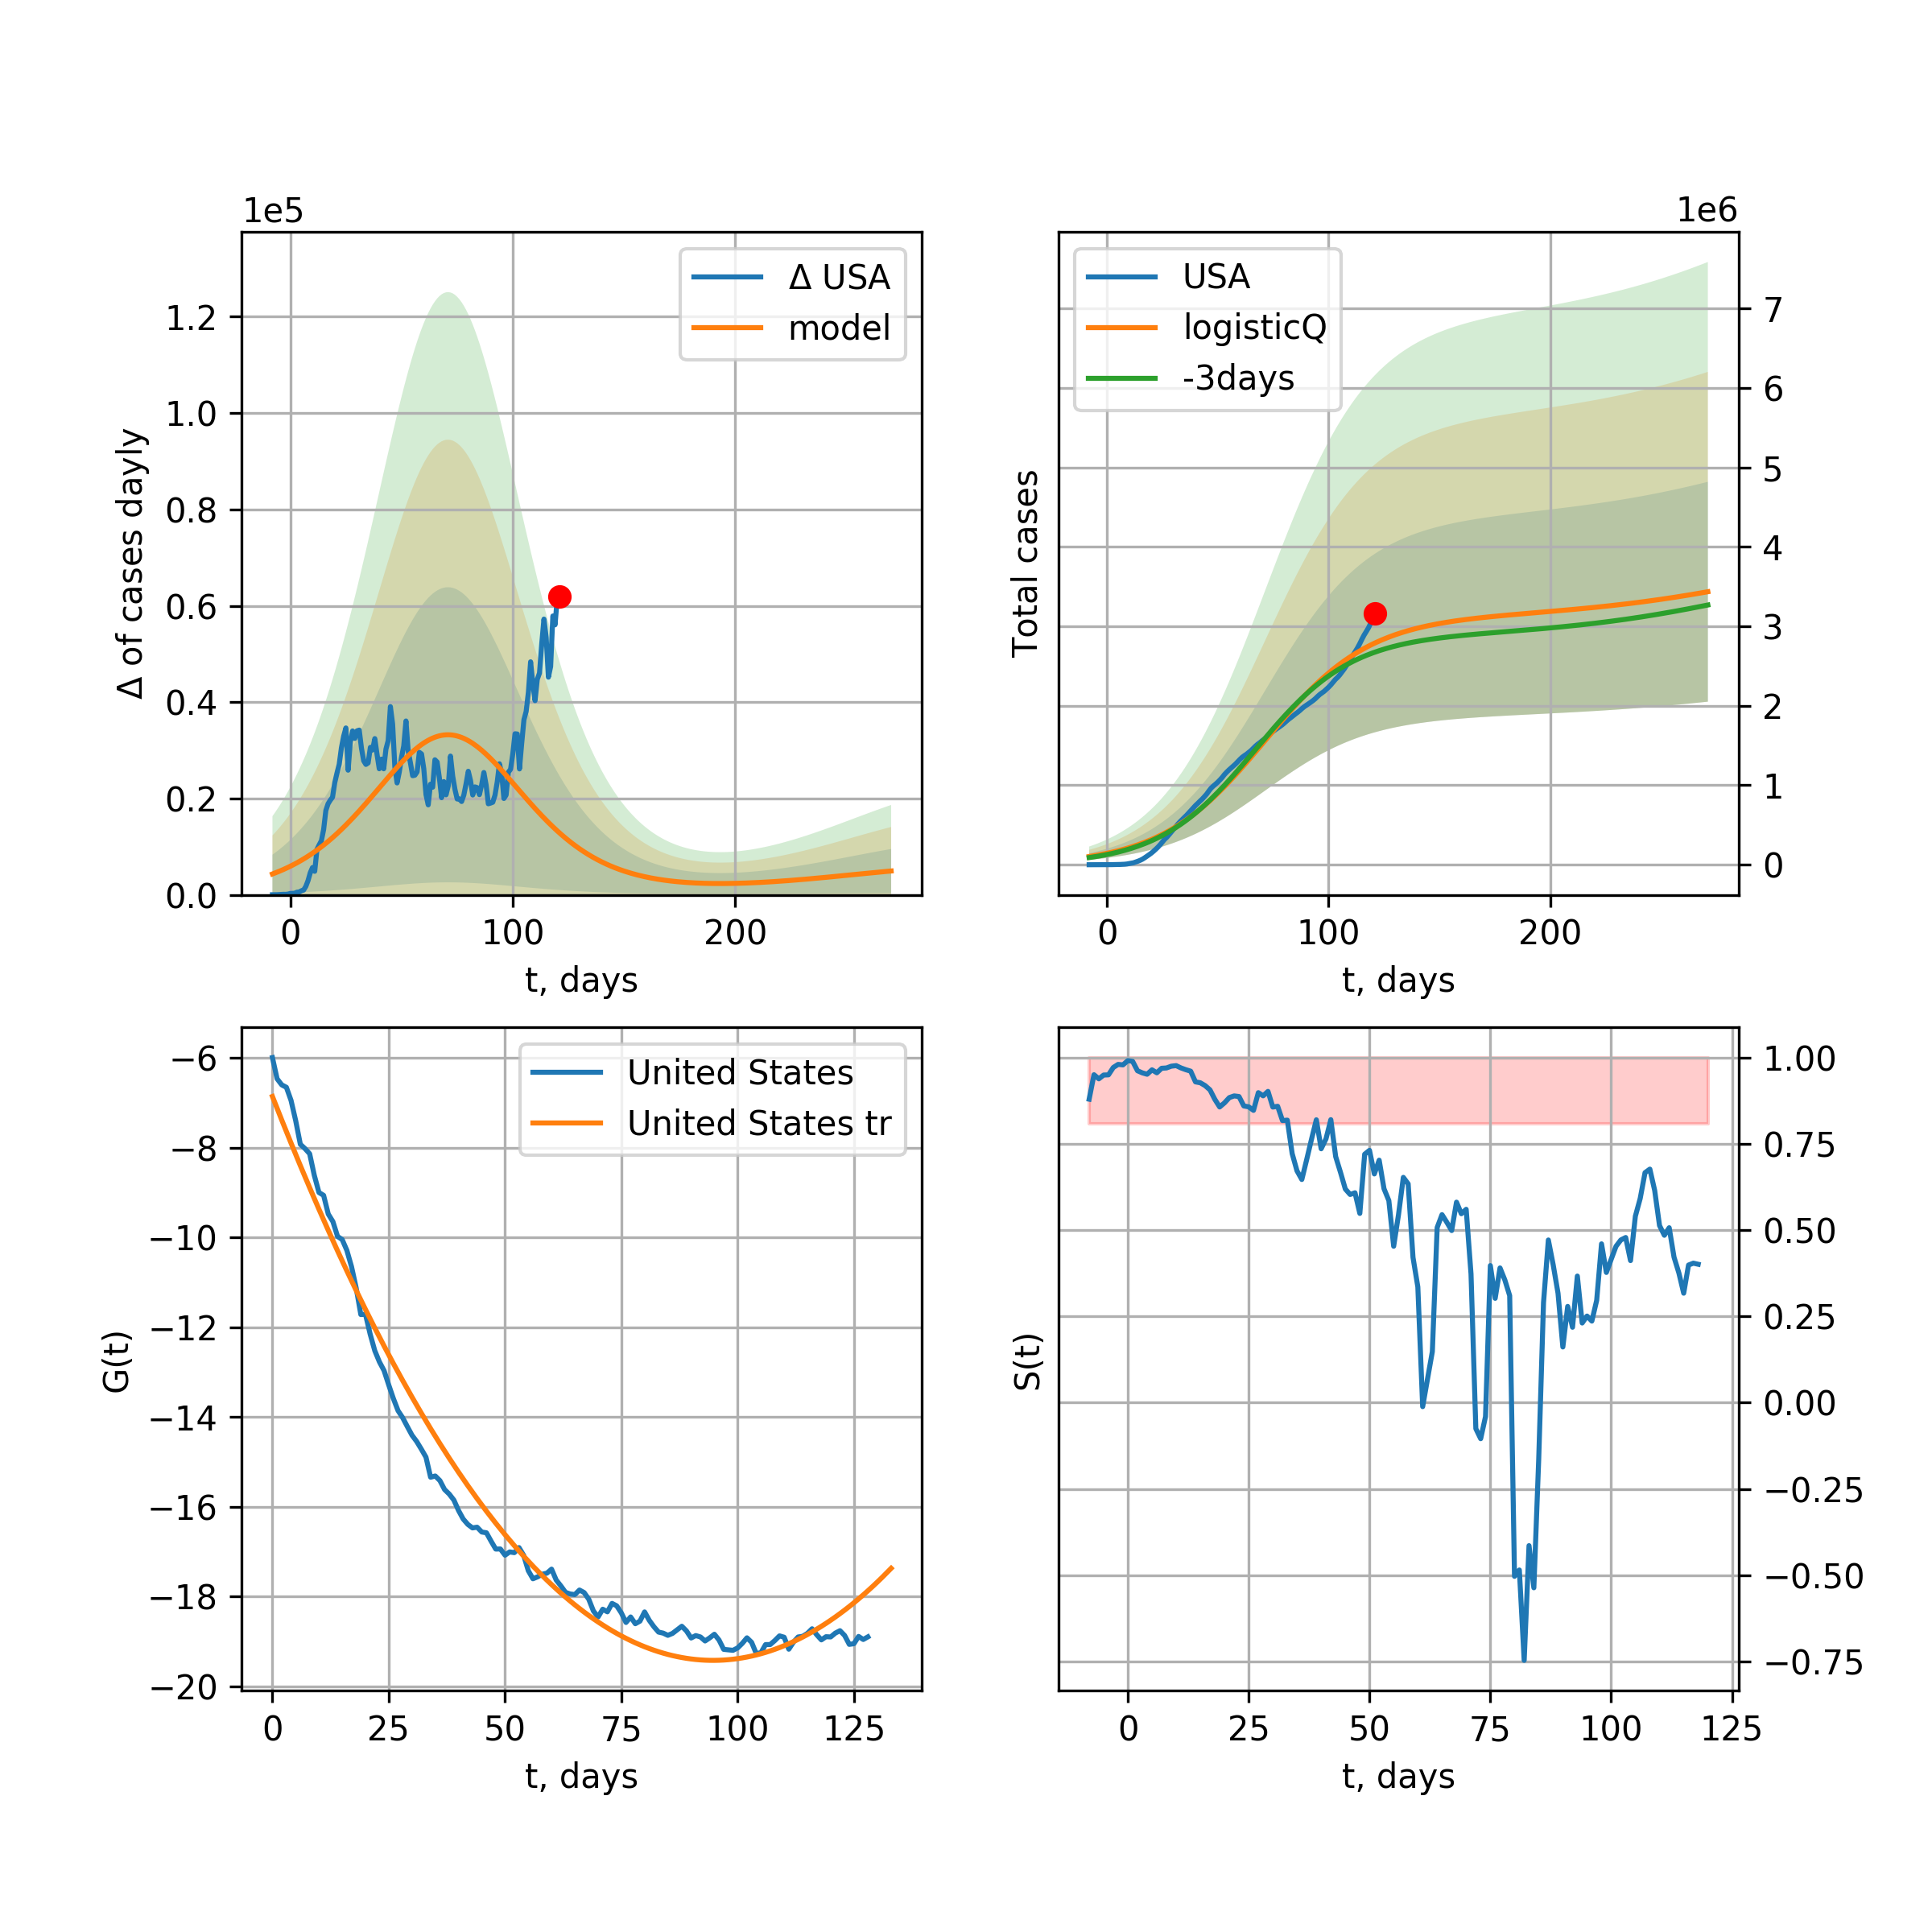 1e5
Δ USA
model
1.2
1.0
0.8
0.6
0.4
0.2
0.0
Δ of cases dayly
0
100
200
t, days
1e6
USA
logisticQ
-3days
7
6
5
4
3
2
1
0
Total cases
0
100
200
t, days
United States
United States tr
−6
−8
−10
−12
−14
−16
−18
−20
G(t)
0
25
50
75
100
125
t, days
1.00
0.75
0.50
0.25
0.00
−0.25
−0.50
−0.75
S(t)
0
25
50
75
100
125
t, days